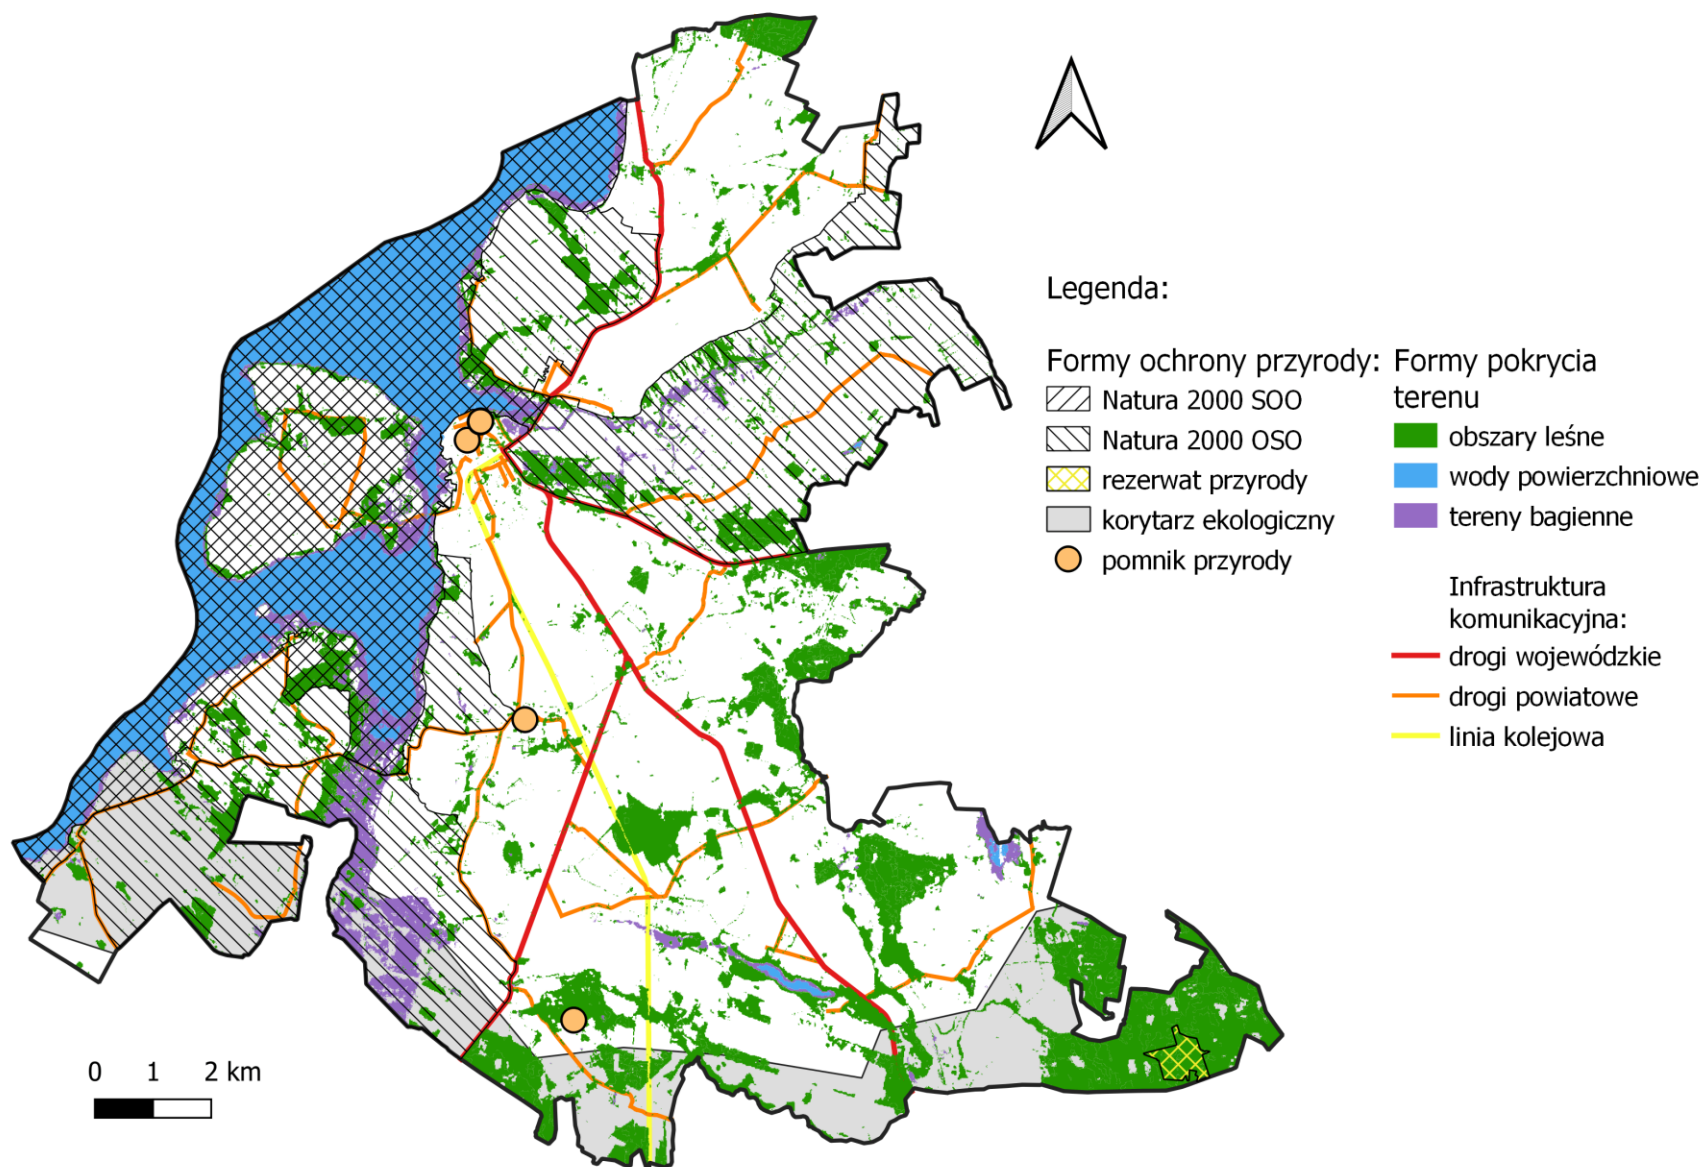 Legenda:
Formy ochrony przyrody:
Natura 2000 SOO
Natura 2000 OSO
rezerwat przyrody
korytarz ekologiczny
pomnik przyrody
Formy pokrycia
terenu
obszary leśne
wody powierzchniowe
tereny bagienne
Infrastruktura
komunikacyjna:
drogi wojewódzkie
drogi powiatowe
linia kolejowa
0 1 2 km